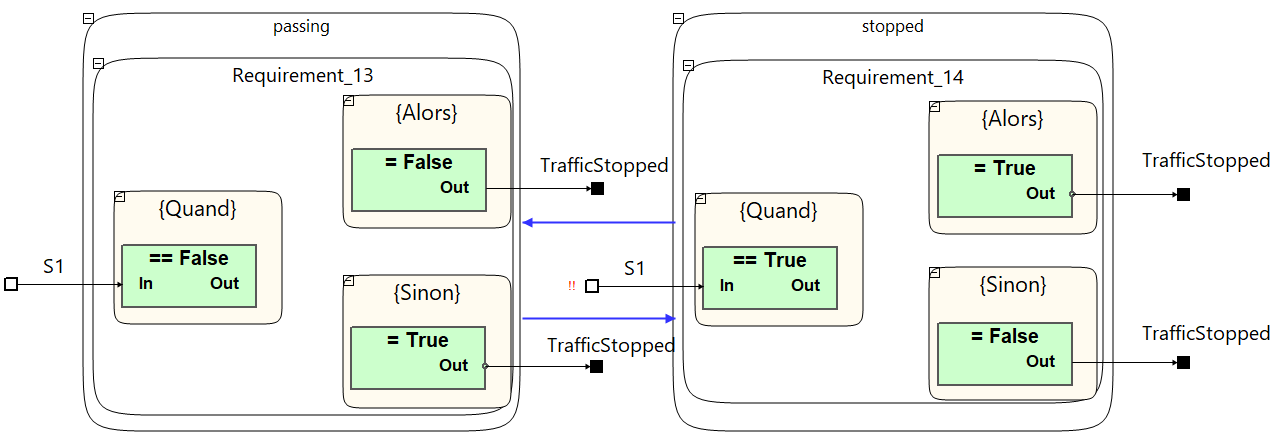 passing
Requirement_13
{Alors}
= False
Out
TrafficStopped
{Quand}
== False
In Out
S1
{Sinon}
= True
Out
TrafficStopped
stopped
Requirement_14
{Alors}
= True
Out
TrafficStopped
{Quand}
== True
In Out
S1
!!
{Sinon}
= False
Out
TrafficStopped